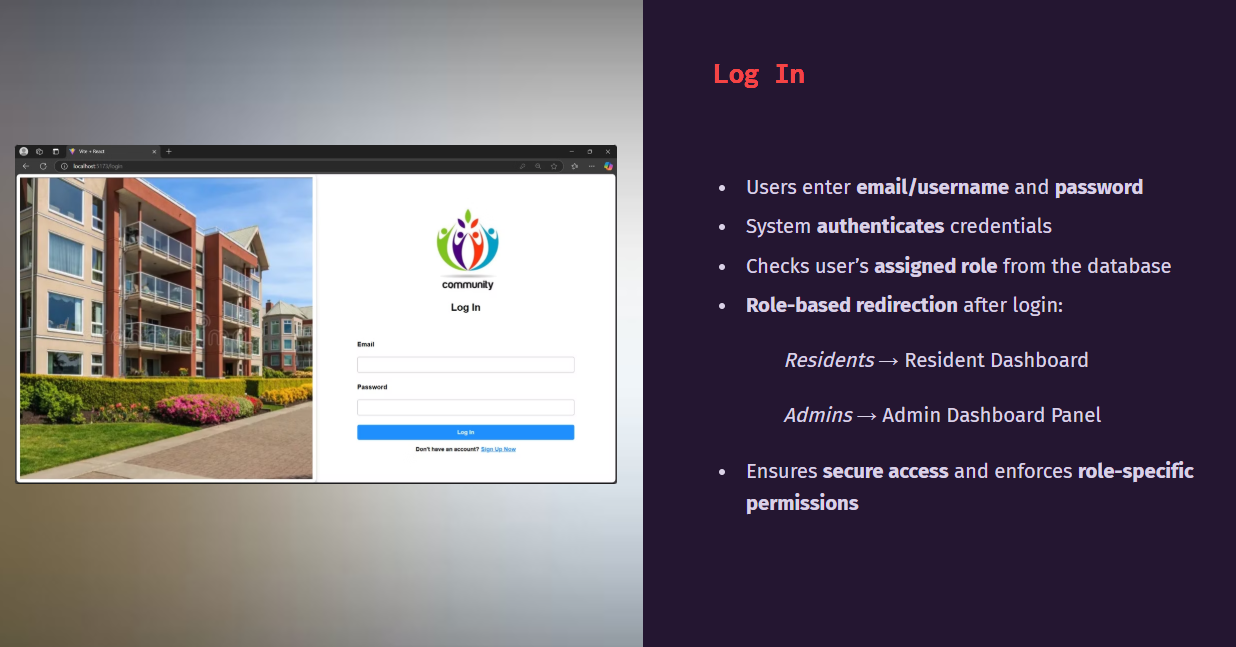 Vite + React
localhost:5173/login
community
Log In
Email
Password
Log In
Don't have an account? Sign Up Now
Log In
• Users enter email/username and password
• System authenticates credentials
• Checks user’s assigned role from the database
• Role-based redirection after login:
Residents → Resident Dashboard
Admins → Admin Dashboard Panel
• Ensures secure access and enforces role-specific
permissions